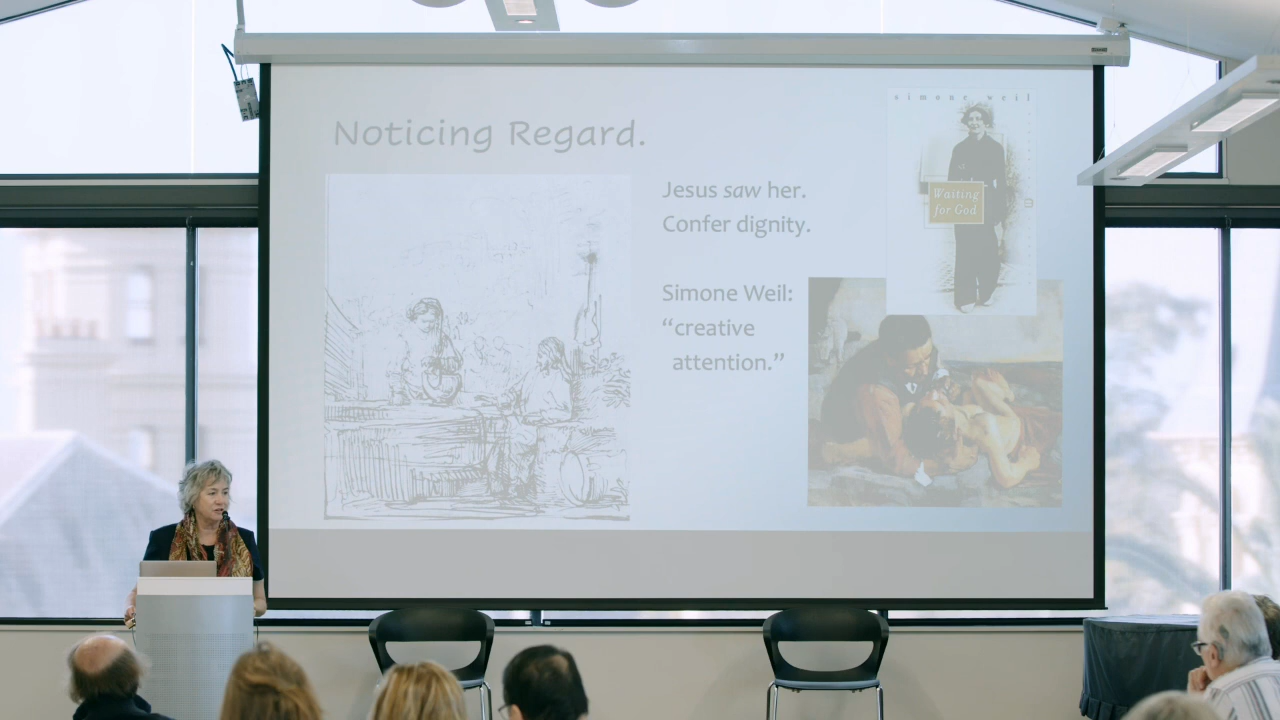 simone weil
Noticing Regard.
Jesus saw her.
Confer dignity.
Waiting
for God
Simone Weil:
“creative
attention.”